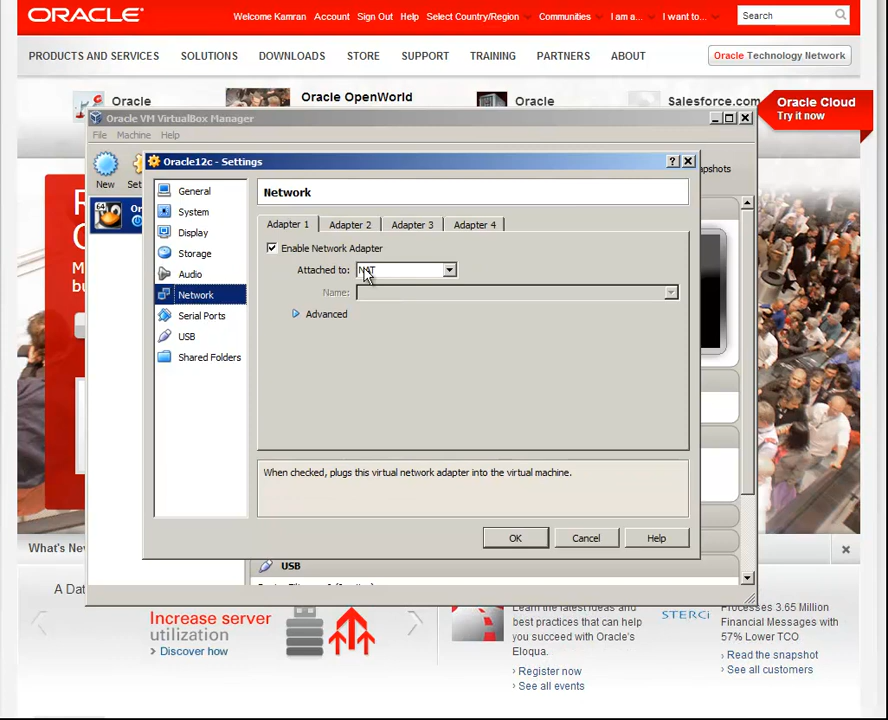 ORACLE
Welcome Kamran Account Sign Out Help Select Country/Region Communities I am a... I want to... Search
PRODUCTS AND SERVICES SOLUTIONS DOWNLOADS STORE SUPPORT TRAINING PARTNERS ABOUT Oracle Technology Network
Oracle Oracle OpenWorld Oracle Salesforce.com
Oracle Cloud
Try it now
Oracle VM VirtualBox Manager
File Machine Help
New
Oracle12c - Settings
General
System
Display
Storage
Audio
Network
Serial Ports
USB
Shared Folders
Network
Adapter 1 Adapter 2 Adapter 3 Adapter 4
Enable Network Adapter
Attached to: NAT
Name:
Advanced
When checked, plugs this virtual network adapter into the virtual machine.
OK Cancel Help
USB
Increase server
utilization
› Discover how
Learn the latest ideas and
best practices that can help
you succeed with Oracle's
Eloqua.
› Register now
› See all events
STERCI
Processes 3.65 Million
Financial Messages with
57% Lower TCO
› Read the snapshot
› See all customers